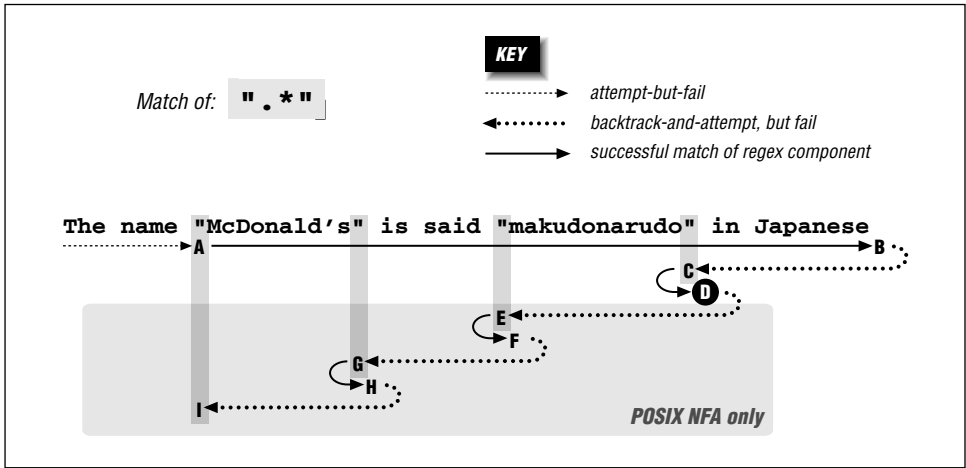 KEY
Match of: ".*"
attempt-but-fail
backtrack-and-attempt, but fail
successful match of regex component
The name "McDonald's" is said "makudonarudo" in Japanese
A B
C
D
E
F
G
H
I
POSIX NFA only